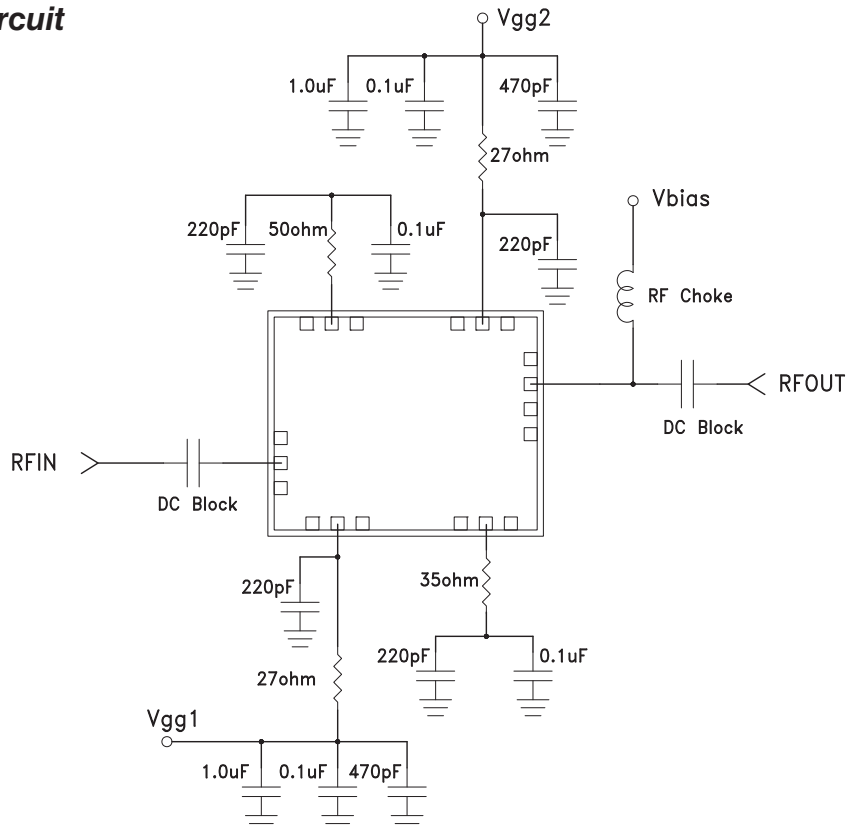 rcuit
Vgg2
1.0uF 0.1uF 470pF
27ohm
Vbias
220pF 50ohm 0.1uF
220pF
RF Choke
RFOUT
DC Block
RFIN
DC Block
220pF
35ohm
220pF 0.1uF
27ohm
Vgg1
1.0uF 0.1uF 470pF